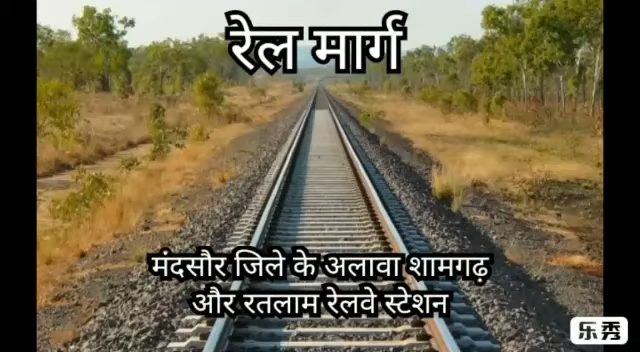 रेल मार्ग
मंदसौर जिले के अलावा शामगढ़
और रतलाम रेलवे स्टेशन
乐秀